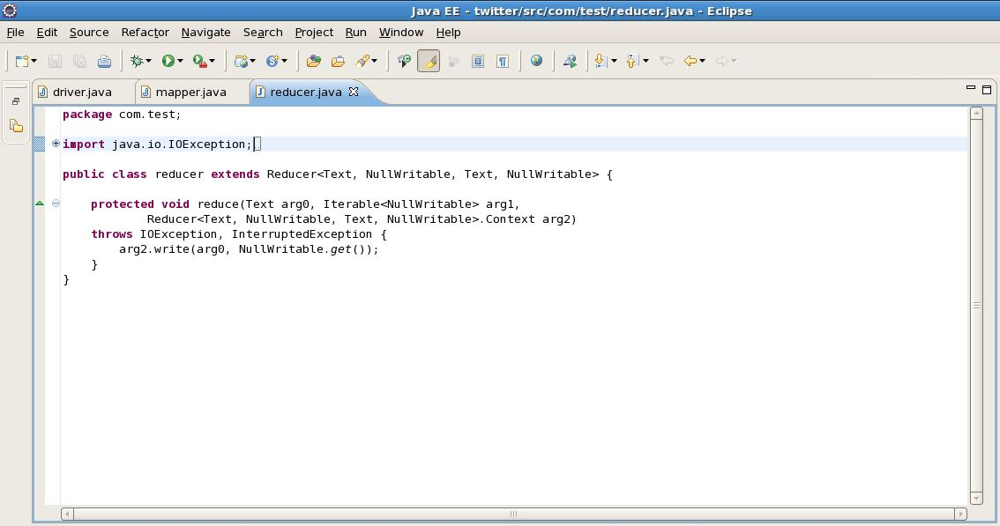 Java EE - twitter/src/com/test/reducer.java - Eclipse
File Edit Source Refactor Navigate Search Project Run Window Help
driver.java mapper.java reducer.java
package com.test;
import java.io.IOException;
public class reducer extends Reducer<Text, NullWritable, Text, NullWritable> {
protected void reduce(Text arg0, Iterable<NullWritable> arg1,
Reducer<Text, NullWritable, Text, NullWritable>.Context arg2)
throws IOException, InterruptedException {
arg2.write(arg0, NullWritable.get());
}
}